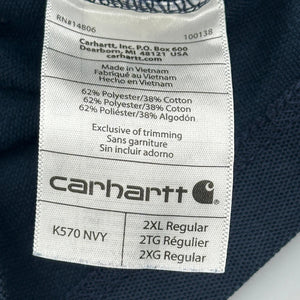 RN#14806 100138
Carhartt, Inc. P.O. Box 600
Dearborn, MI 48121 USA
carhartt.com
Made in Vietnam
Fabriqué au Vietnam
Hecho en Vietnam
62% Polyester/38% Cotton
62% Polyester/38% Coton
62% Poliéster/38% Algodón
Exclusive of trimming
Sans garniture
Sin incluir adorno
carhartt
K570 NVY
2XL Regular
2TG Régulier
2XG Regular